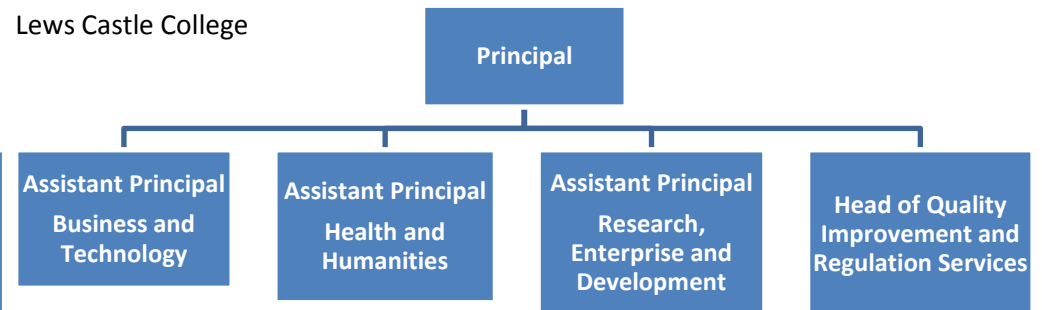 Lews Castle College
Principal
Assistant Principal
Business and
Technology
Assistant Principal
Health and
Humanities
Assistant Principal
Research,
Enterprise and
Development
Head of Quality
Improvement and
Regulation Services